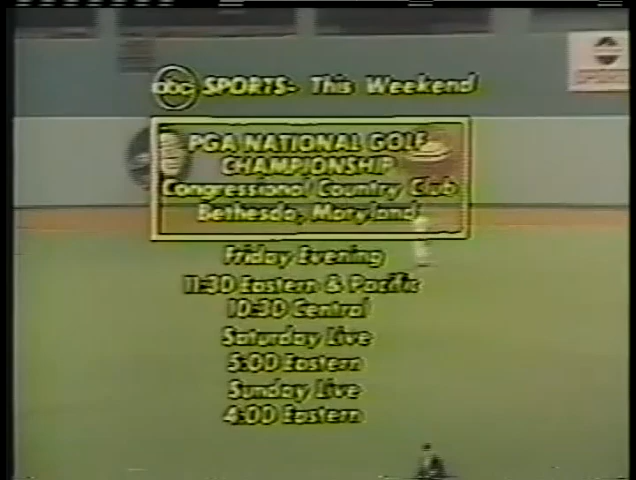 abc SPORTS- This Weekend
PGA NATIONAL GOLF
CHAMPIONSHIP
Congressional Country Club
Bethesda, Maryland
Friday Evening
11:30 Eastern & Pacific
10:30 Central
Saturday Live
5:00 Eastern
Sunday Live
4:00 Eastern